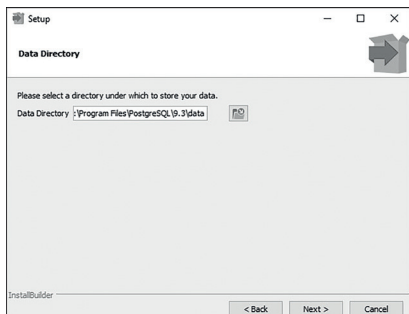 Setup
Data Directory
Please select a directory under which to store your data.
Data Directory :\Program Files\PostgreSQL\9.3\data
InstallBuilder
< Back Next > Cancel